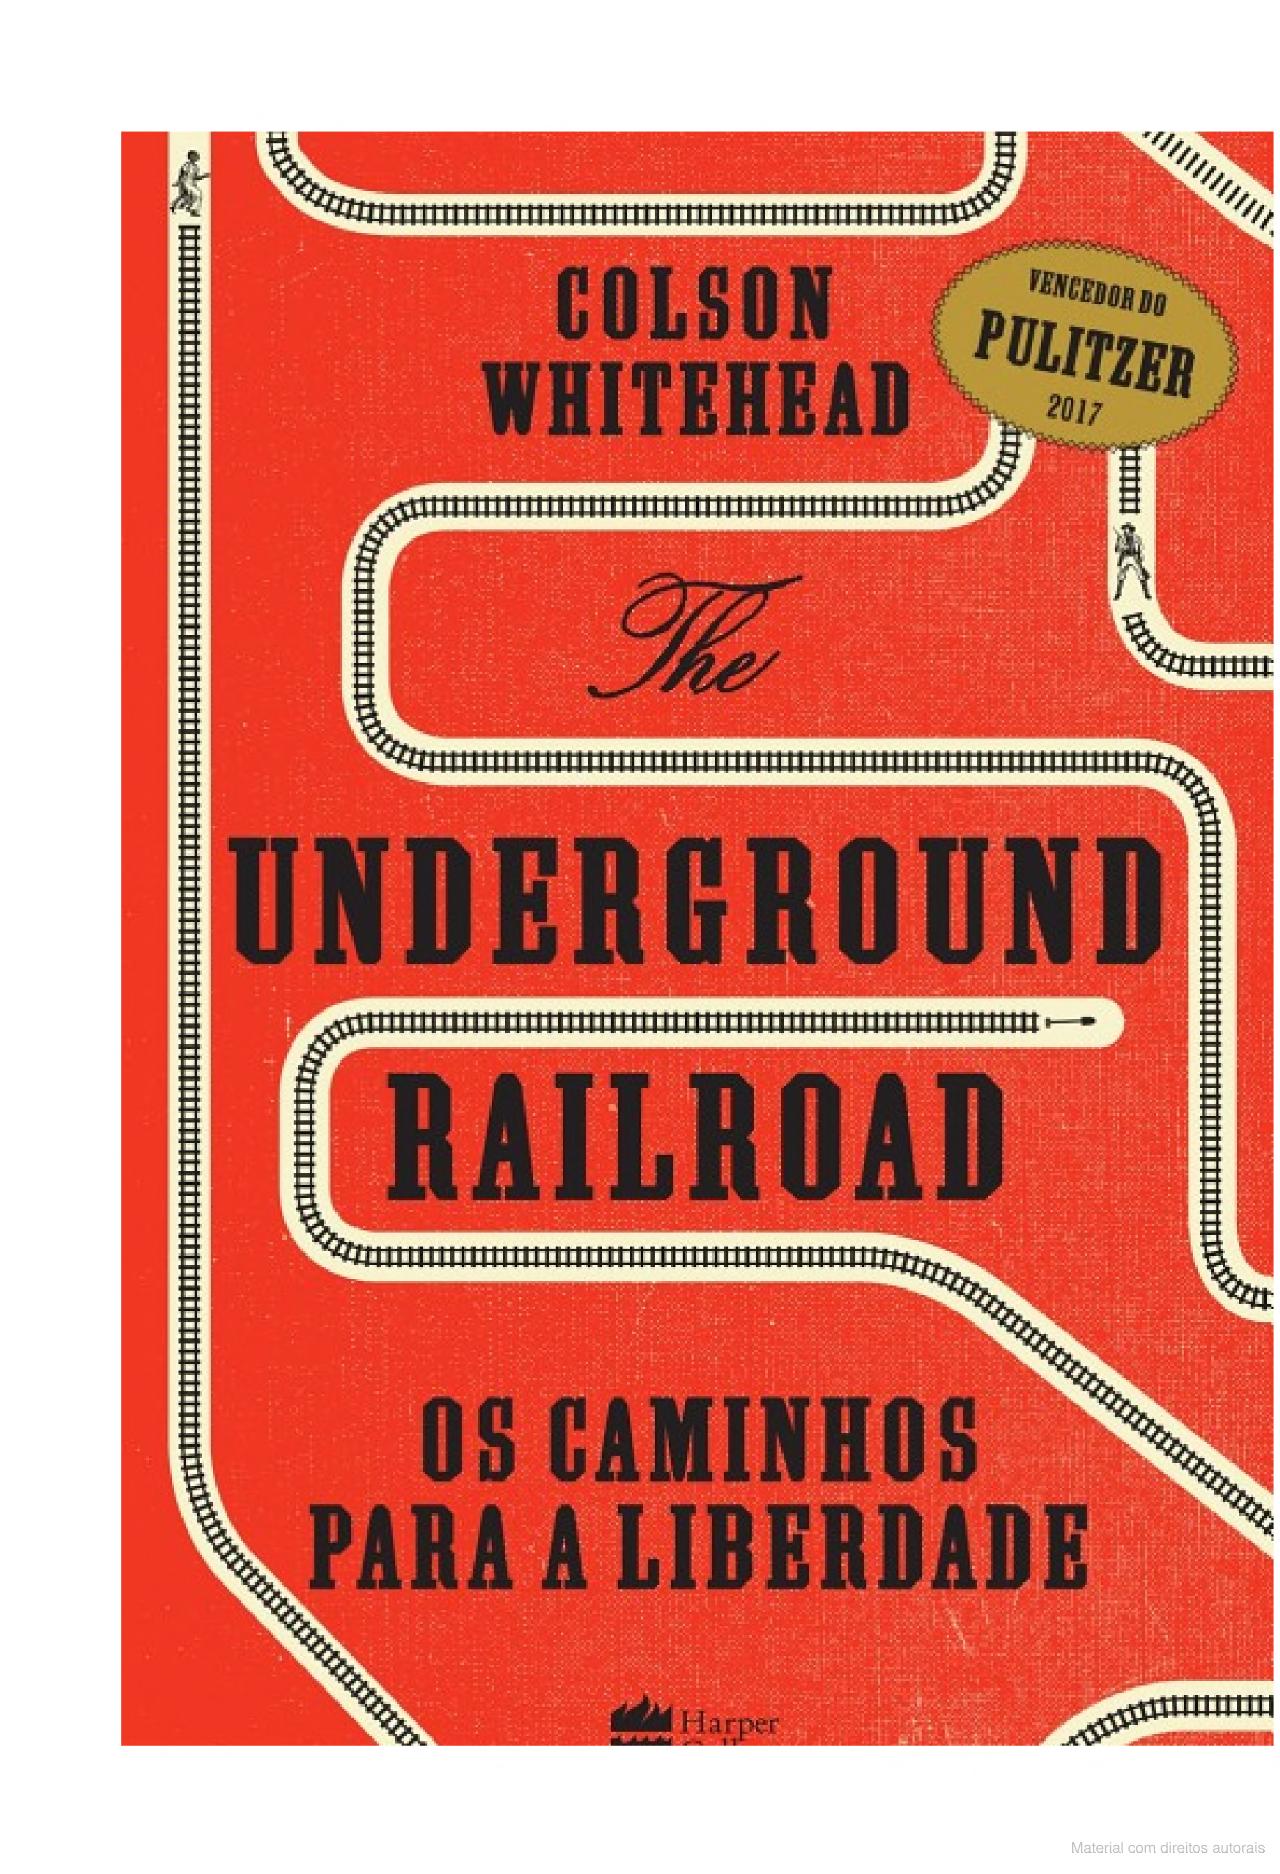 COLSON
WHITEHEAD
VENCEDOR DO
PULITZER
2017
The
UNDERGROUND
RAILROAD
OS CAMINHOS
PARA A LIBERDADE
Harper
Material com direitos autorais